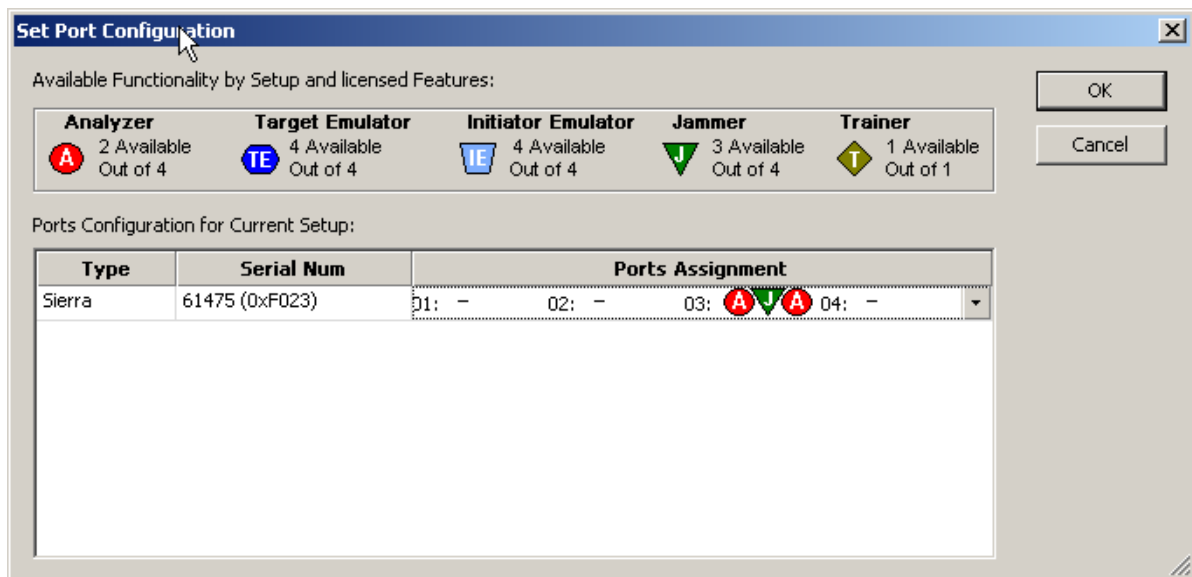 Set Port Configuration
Available Functionality by Setup and licensed Features:
Analyzer Target Emulator Initiator Emulator Jammer Trainer
A 2 Available TE 4 Available IE 4 Available J 3 Available T 1 Available
Out of 4 Out of 4 Out of 4 Out of 4 Out of 1
OK
Cancel
Ports Configuration for Current Setup:
Type Serial Num Ports Assignment
Sierra 61475 (0xF023) 01: – 02: – 03: A J A 04: –